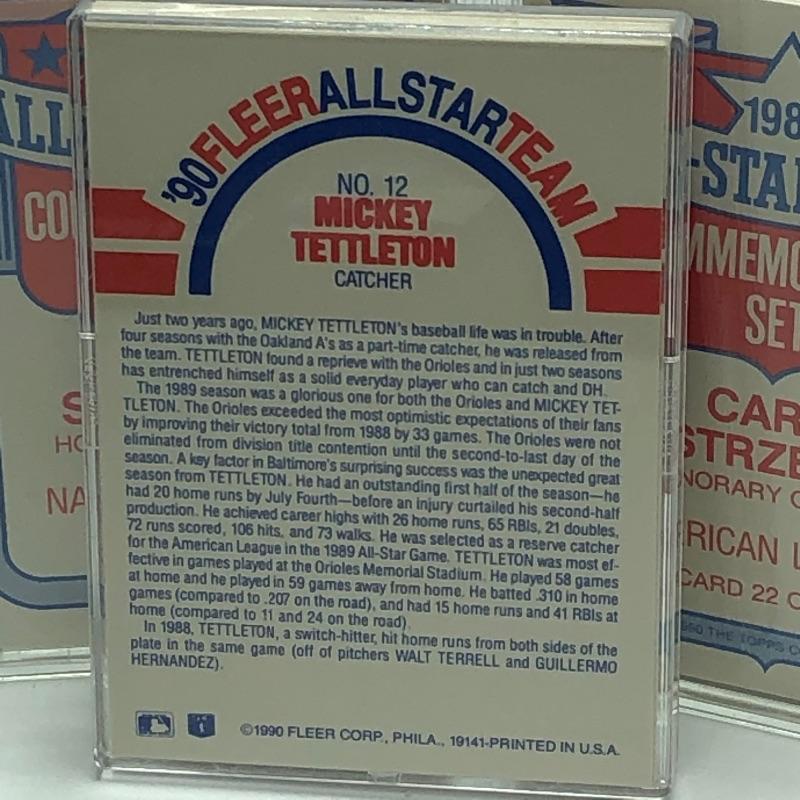 '90 FLEER ALL STAR TEAM
NO. 12
MICKEY
TETTLETON
CATCHER
Just two years ago, MICKEY TETTLETON's baseball life was in trouble. After
four seasons with the Oakland A's as a part-time catcher, he was released from
the team. TETTLETON found a reprieve with the Orioles and in just two seasons
has entrenched himself as a solid everyday player who can catch and DH.
The 1989 season was a glorious one for both the Orioles and MICKEY TET-
TLETON. The Orioles exceeded the most optimistic expectations of their fans
by improving their victory total from 1988 by 33 games. The Orioles were not
eliminated from division title contention until the second-to-last day of the
season. A key factor in Baltimore's surprising success was the unexpected great
season from TETTLETON. He had an outstanding first half of the season—he
had 20 home runs by July Fourth—before an injury curtailed his second-half
production. He achieved career highs with 26 home runs, 65 RBIs, 21 doubles,
72 runs scored, 106 hits, and 73 walks. He was selected as a reserve catcher
for the American League in the 1989 All-Star Game. TETTLETON was most ef-
fective in games played at the Orioles Memorial Stadium. He played 58 games
at home and he played in 59 games away from home. He batted .310 in home
games (compared to .207 on the road), and had 15 home runs and 41 RBIs at
home (compared to 11 and 24 on the road).
In 1988, TETTLETON, a switch-hitter, hit home runs from both sides of the
plate in the same game (off of pitchers WALT TERRELL and GUILLERMO
HERNANDEZ).
©1990 FLEER CORP., PHILA., 19141-PRINTED IN U.S.A.
ALL-
CO
S
HO
NA
198
-STA
MMEMO
SET
CAR
STRZE
NORARY C
RICAN L
CARD 22 O
THE TOPPS CO